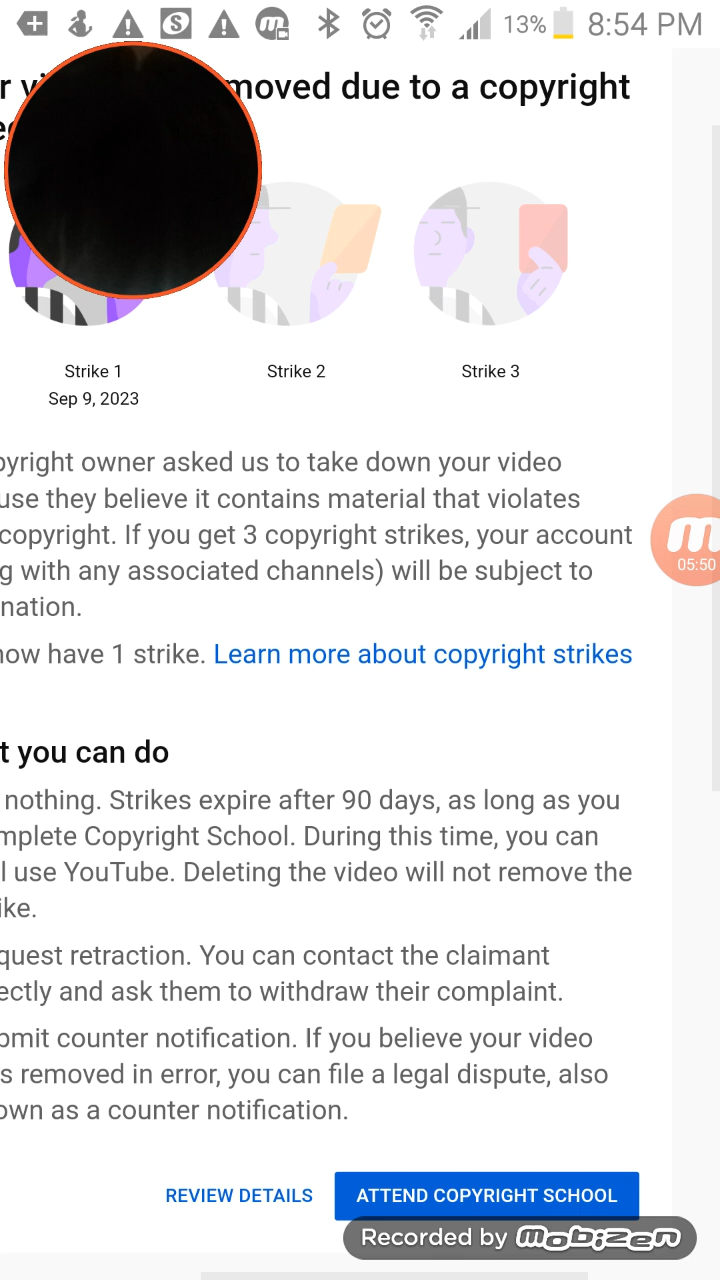 13% 8:54 PM
r v moved due to a copyright
Strike 1 Strike 2 Strike 3
Sep 9, 2023
pyright owner asked us to take down your video
use they believe it contains material that violates
copyright. If you get 3 copyright strikes, your account
g with any associated channels) will be subject to
nation.
now have 1 strike. Learn more about copyright strikes
05:50
t you can do
nothing. Strikes expire after 90 days, as long as you
mplete Copyright School. During this time, you can
l use YouTube. Deleting the video will not remove the
ike.
quest retraction. You can contact the claimant
ectly and ask them to withdraw their complaint.
bmit counter notification. If you believe your video
s removed in error, you can file a legal dispute, also
own as a counter notification.
REVIEW DETAILS ATTEND COPYRIGHT SCHOOL
Recorded by mobizen